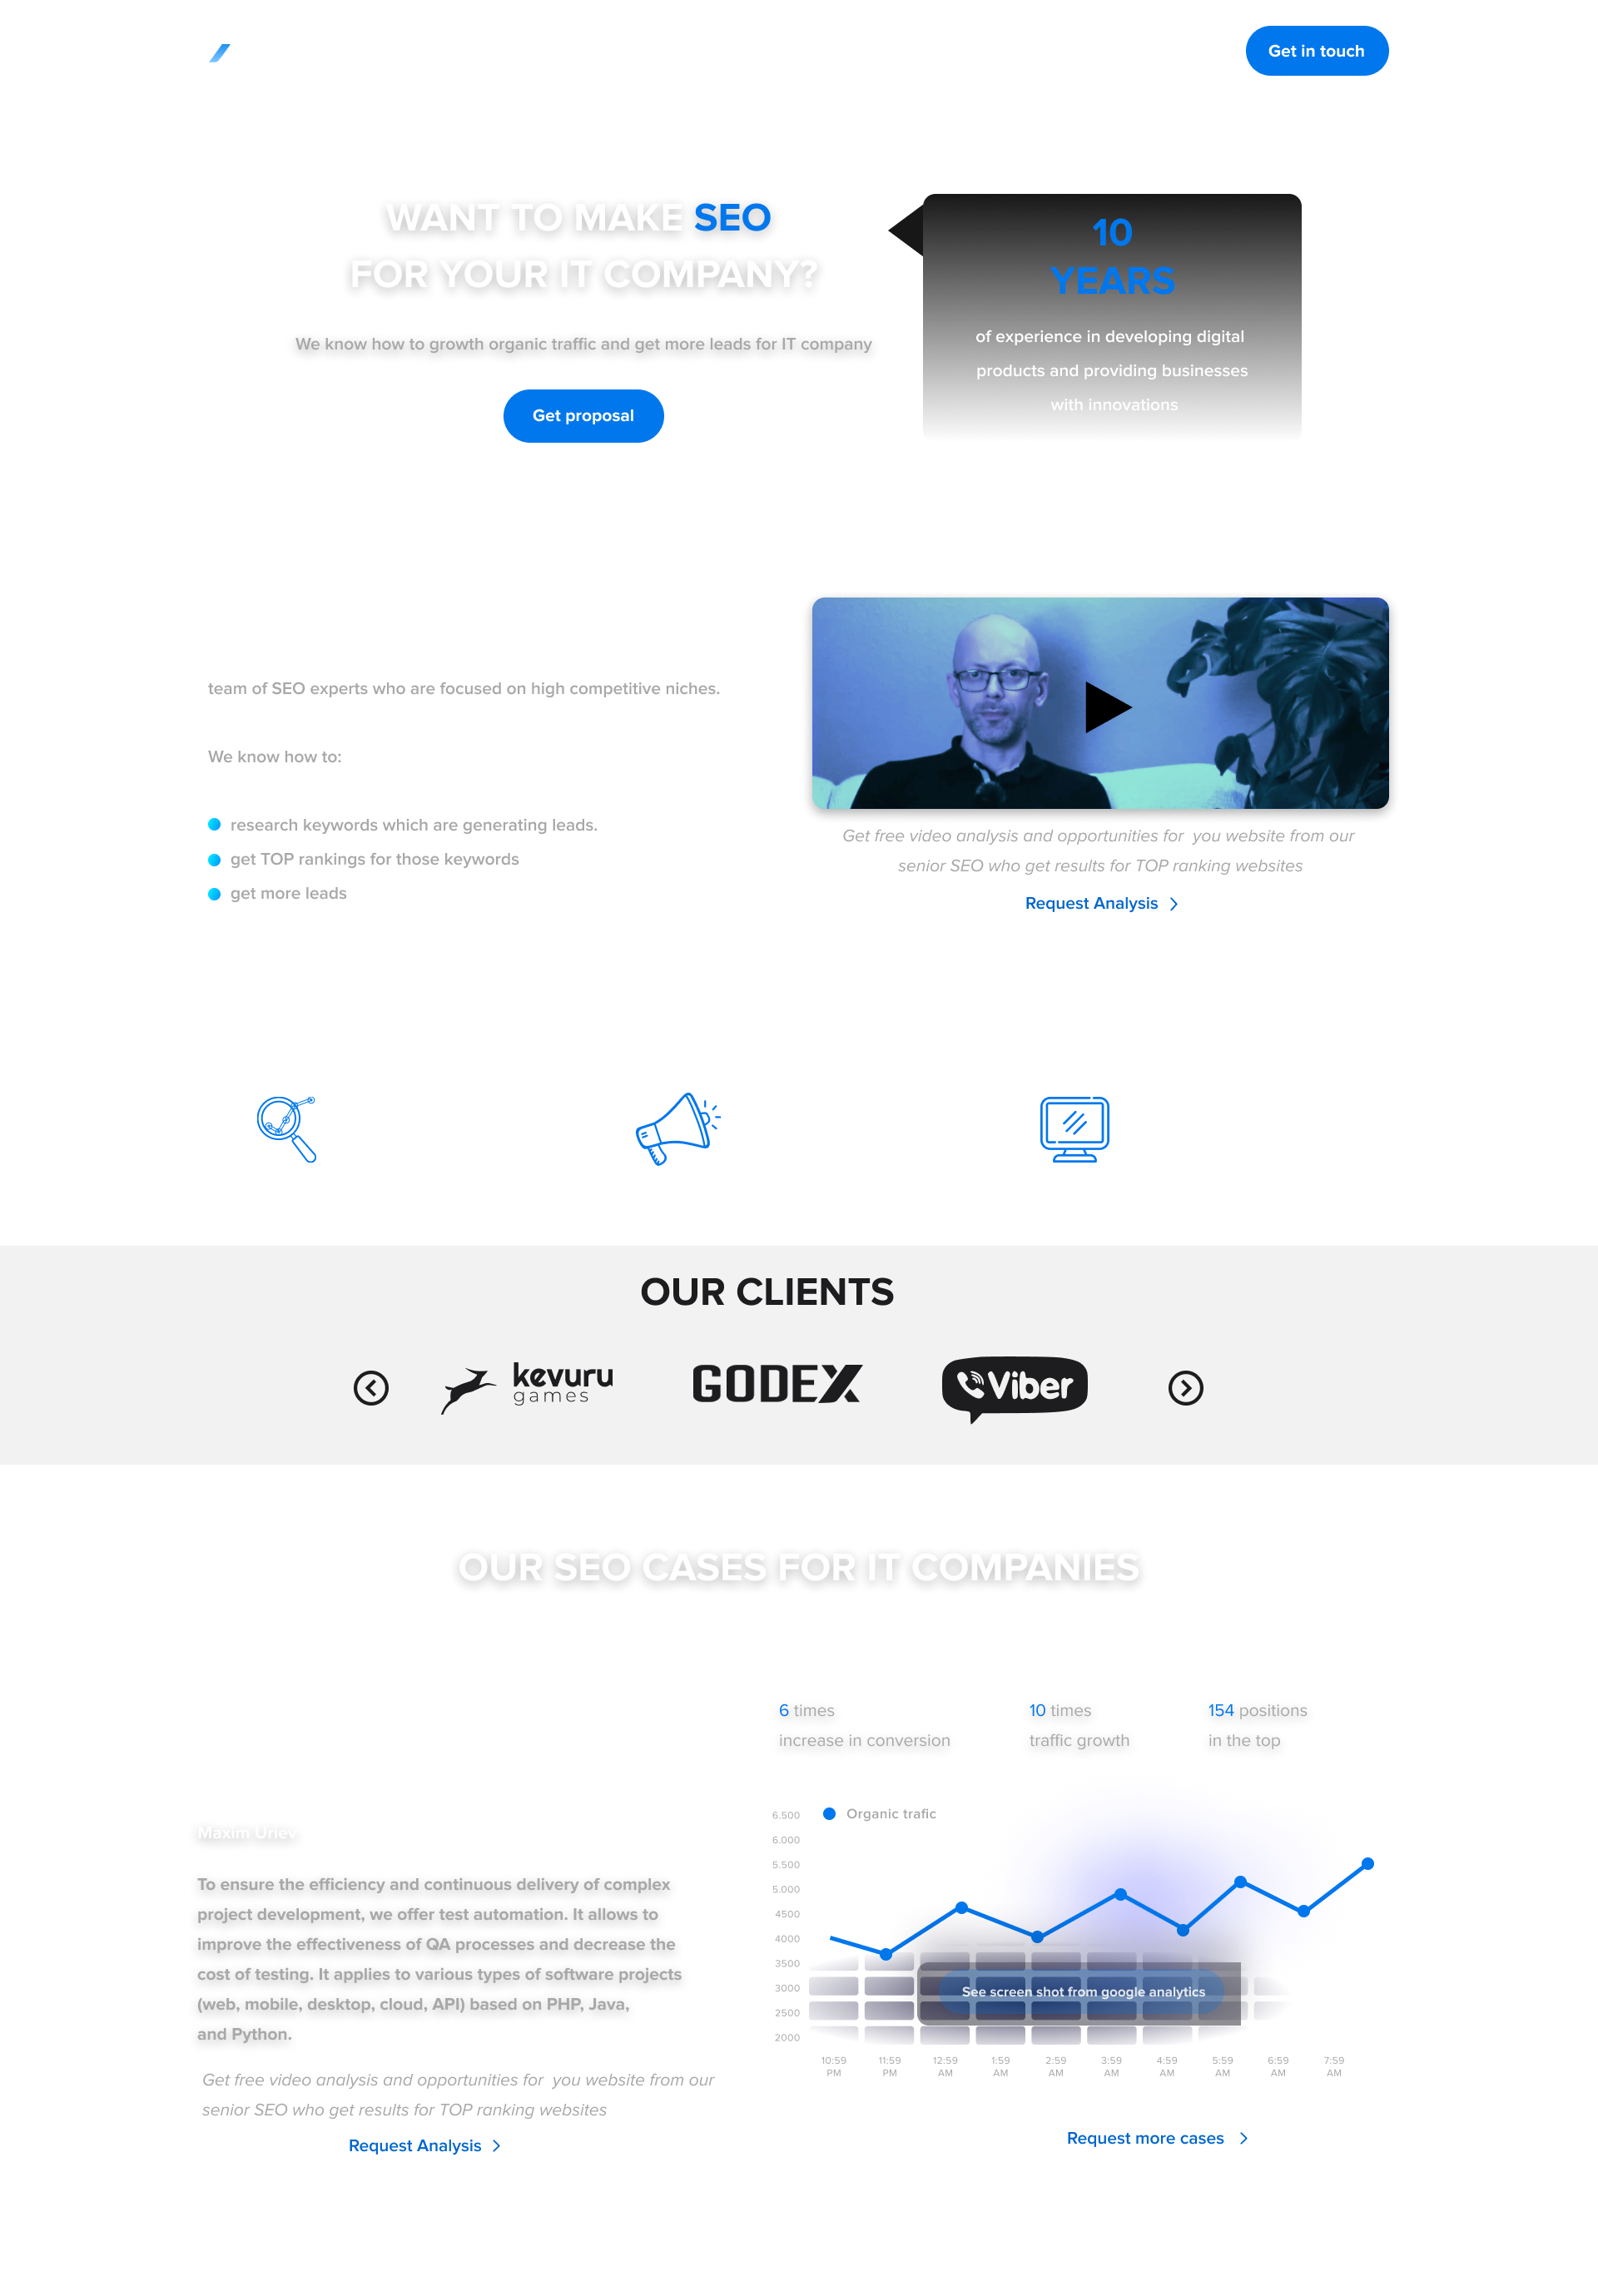 Get in touch
WANT TO MAKE SEO
FOR YOUR IT COMPANY?
We know how to growth organic traffic and get more leads for IT company
Get proposal
10
YEARS
of experience in developing digital
products and providing businesses
with innovations
team of SEO experts who are focused on high competitive niches.
We know how to:
research keywords which are generating leads.
get TOP rankings for those keywords
get more leads
Get free video analysis and opportunities for  you website from our
senior SEO who get results for TOP ranking websites
Request Analysis
OUR CLIENTS
kevuru
games
GODEX
Viber
OUR SEO CASES FOR IT COMPANIES
6 times
increase in conversion
10 times
traffic growth
154 positions
in the top
Maxim Uriev
To ensure the efficiency and continuous delivery of complex
project development, we offer test automation. It allows to
improve the effectiveness of QA processes and decrease the
cost of testing. It applies to various types of software projects
(web, mobile, desktop, cloud, API) based on PHP, Java,
and Python.
Get free video analysis and opportunities for  you website from our
senior SEO who get results for TOP ranking websites
Request Analysis
Organic trafic
6.500
6.000
5.500
5.000
4500
4000
3500
3000
2500
2000
See screen shot from google analytics
10:59 PM
11:59 PM
12:59 AM
1:59 AM
2:59 AM
3:59 AM
4:59 AM
5:59 AM
6:59 AM
7:59 AM
Request more cases